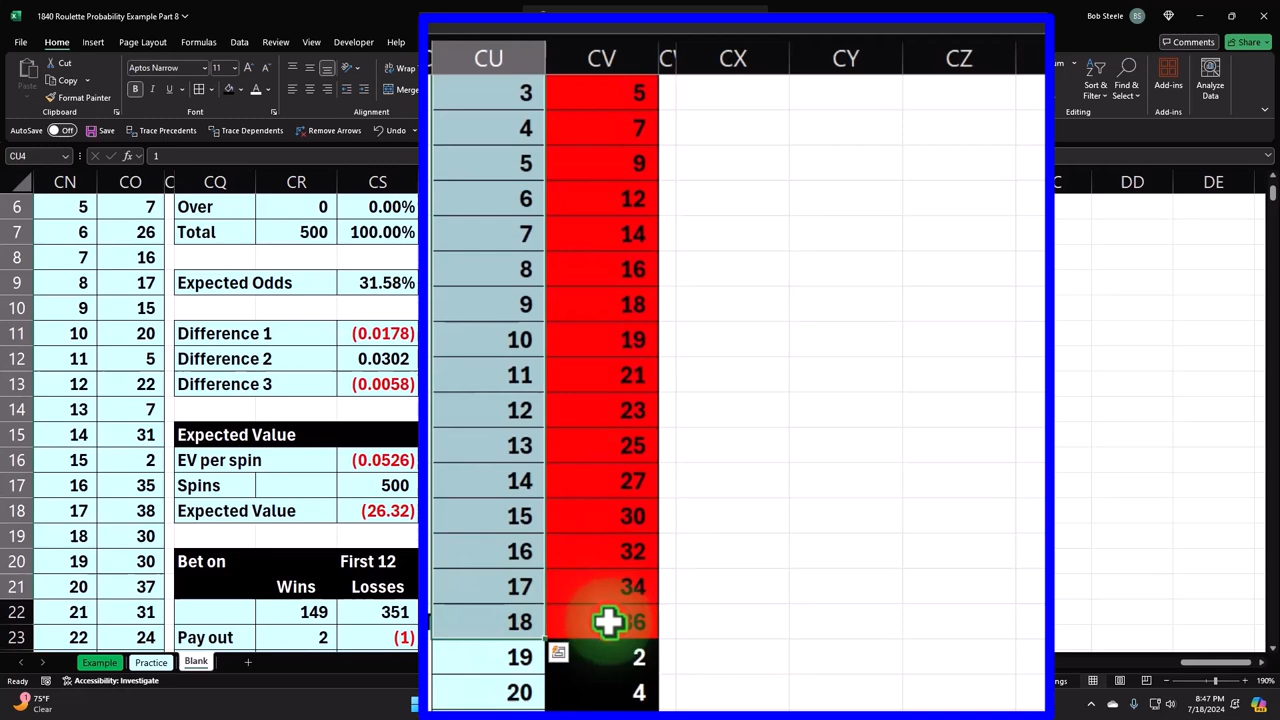 1840 Roulette Probability Example Part 8
Bob Steele
BS
File
Home
Insert
Page Layout
Formulas
Data
Review
View
Developer
Comments
Share
Paste
Cut
Copy
Format Painter
Clipboard
Aptos Narrow
11
Font
Alignment
Wrap
Merge
Sort &
Filter
Find &
Select
Analyze
Data
AutoSave
Off
Save
Trace Precedents
Trace Dependents
Remove Arrows
Undo
CU4
fx
1
CN CO CQ CR CS
6 5 7 Over 0 0.00%
7 6 26 Total 500 100.00%
8 7 16
9 8 17 Expected Odds 31.58%
10 9 15
11 10 20 Difference 1 (0.0178)
12 11 5 Difference 2 0.0302
13 12 22 Difference 3 (0.0058)
14 13 7
15 14 31 Expected Value
16 15 2 EV per spin (0.0526)
17 16 35 Spins 500
18 17 38 Expected Value (26.32)
19 18 30
20 19 30 Bet on First 12
21 20 37 Wins Losses
22 21 31 149 351
23 22 24 Pay out 2 (1)
CU CV CX CY CZ
3 5
4 7
5 9
6 12
7 14
8 16
9 18
10 19
11 21
12 23
13 25
14 27
15 30
16 32
17 34
18
19 2
20 4
DD DE
Example
Practice
Blank
Ready
Accessibility: Investigate
190%
1
75°F
Clear
8:47 PM
7/18/2024